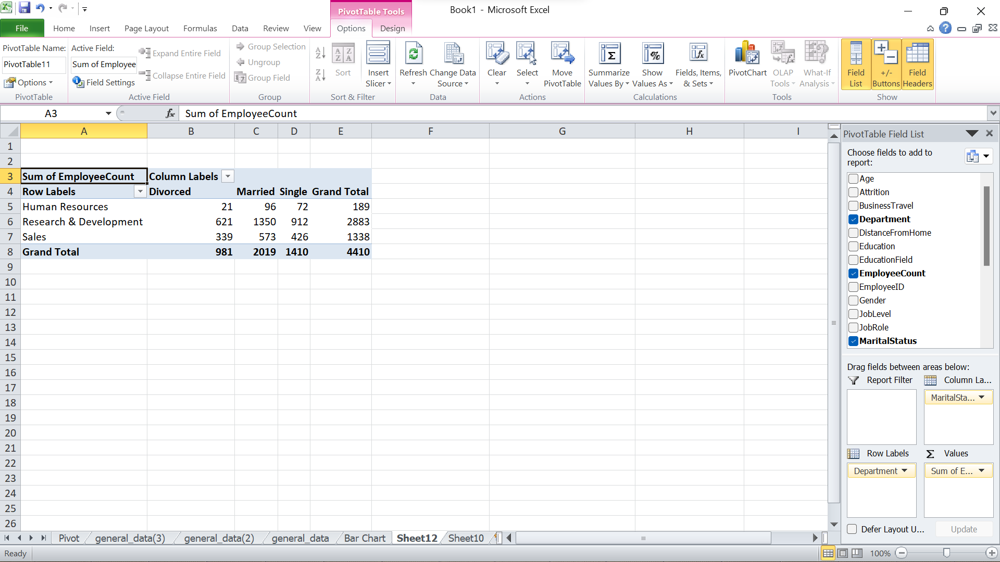 PivotTable Tools
Book1 - Microsoft Excel
File Home Insert Page Layout Formulas Data Review View Options Design
PivotTable Name:
PivotTable11
Options
PivotTable
Active Field:
Sum of Employee
Field Settings
Expand Entire Field
Collapse Entire Field
Active Field
Group Selection
Ungroup
Group Field
Group
Sort
Insert Slicer
Sort & Filter
Refresh
Change Data Source
Data
Clear
Select
Move PivotTable
Actions
Summarize Values By
Show Values As
Fields, Items, & Sets
Calculations
PivotChart
OLAP Tools
What-If Analysis
Tools
Field List
+/- Buttons
Field Headers
Show
A3 fx Sum of EmployeeCount
A B C D E F G H I
1
2
3 Sum of EmployeeCount Column Labels
4 Row Labels Divorced Married Single Grand Total
5 Human Resources 21 96 72 189
6 Research & Development 621 1350 912 2883
7 Sales 339 573 426 1338
8 Grand Total 981 2019 1410 4410
9
10
11
12
13
14
15
16
17
18
19
20
21
22
23
24
25
26
PivotTable Field List
Choose fields to add to
report:
Age
Attrition
BusinessTravel
Department
DistanceFromHome
Education
EducationField
EmployeeCount
EmployeeID
Gender
JobLevel
JobRole
MaritalStatus
Drag fields between areas below:
Report Filter Column La...
MaritalSta...
Row Labels Σ Values
Department Sum of E...
Defer Layout U... Update
Pivot general_data(3) general_data(2) general_data Bar Chart Sheet12 Sheet10
Ready 100%